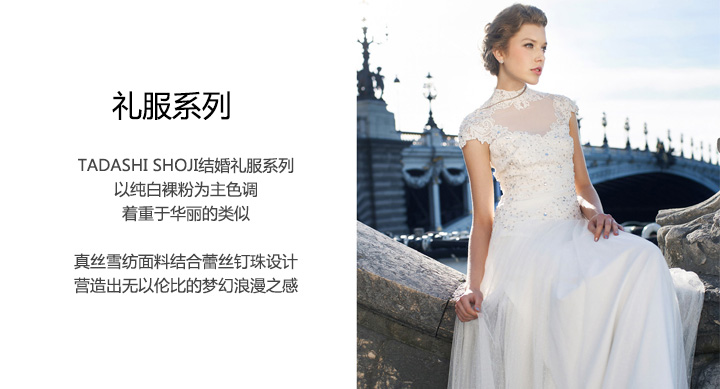 礼服系列
TADASHI SHOJI结婚礼服系列
以纯白裸粉为主色调
着重于华丽的类似
真丝雪纺面料结合蕾丝钉珠设计
营造出无以伦比的梦幻浪漫之感